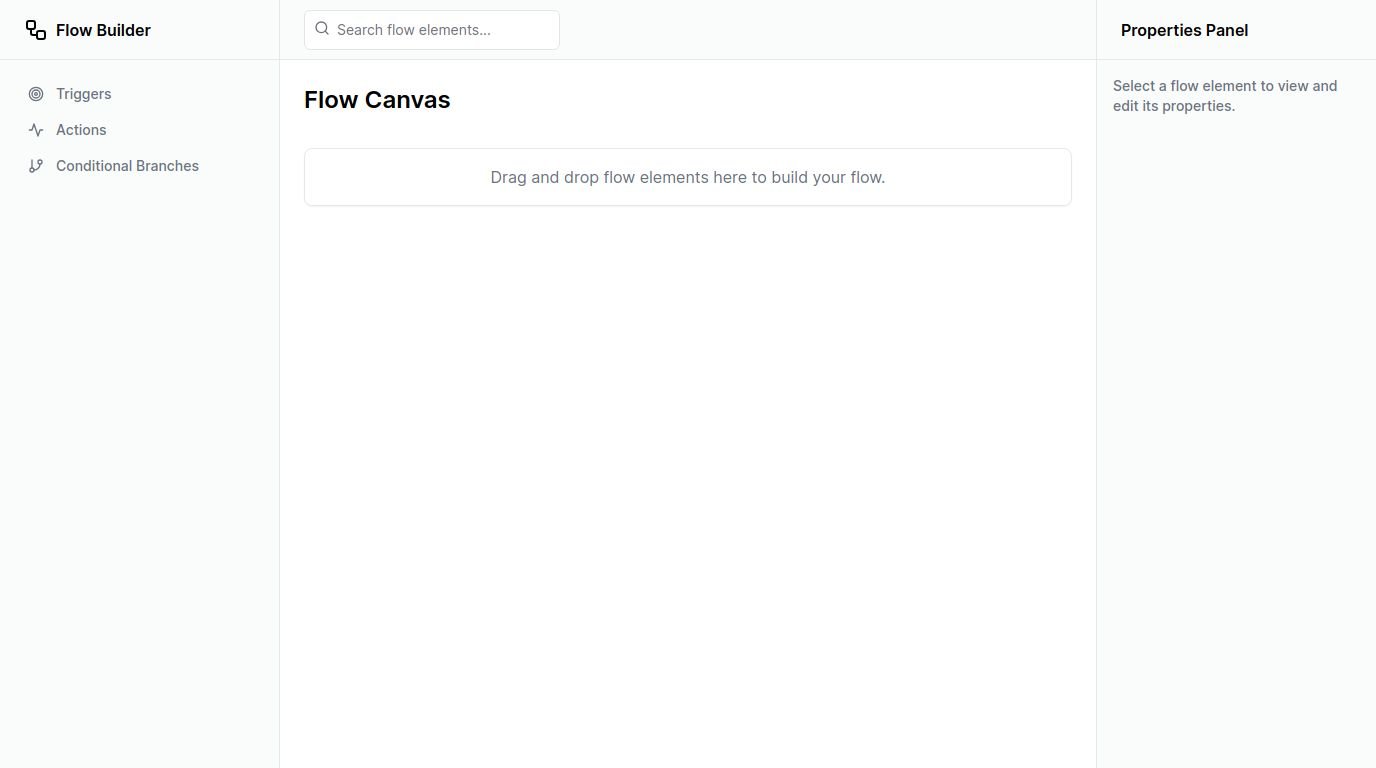 Flow Builder
Triggers
Actions
Conditional Branches
Search flow elements...
Flow Canvas
Drag and drop flow elements here to build your flow.
Properties Panel
Select a flow element to view and
edit its properties.